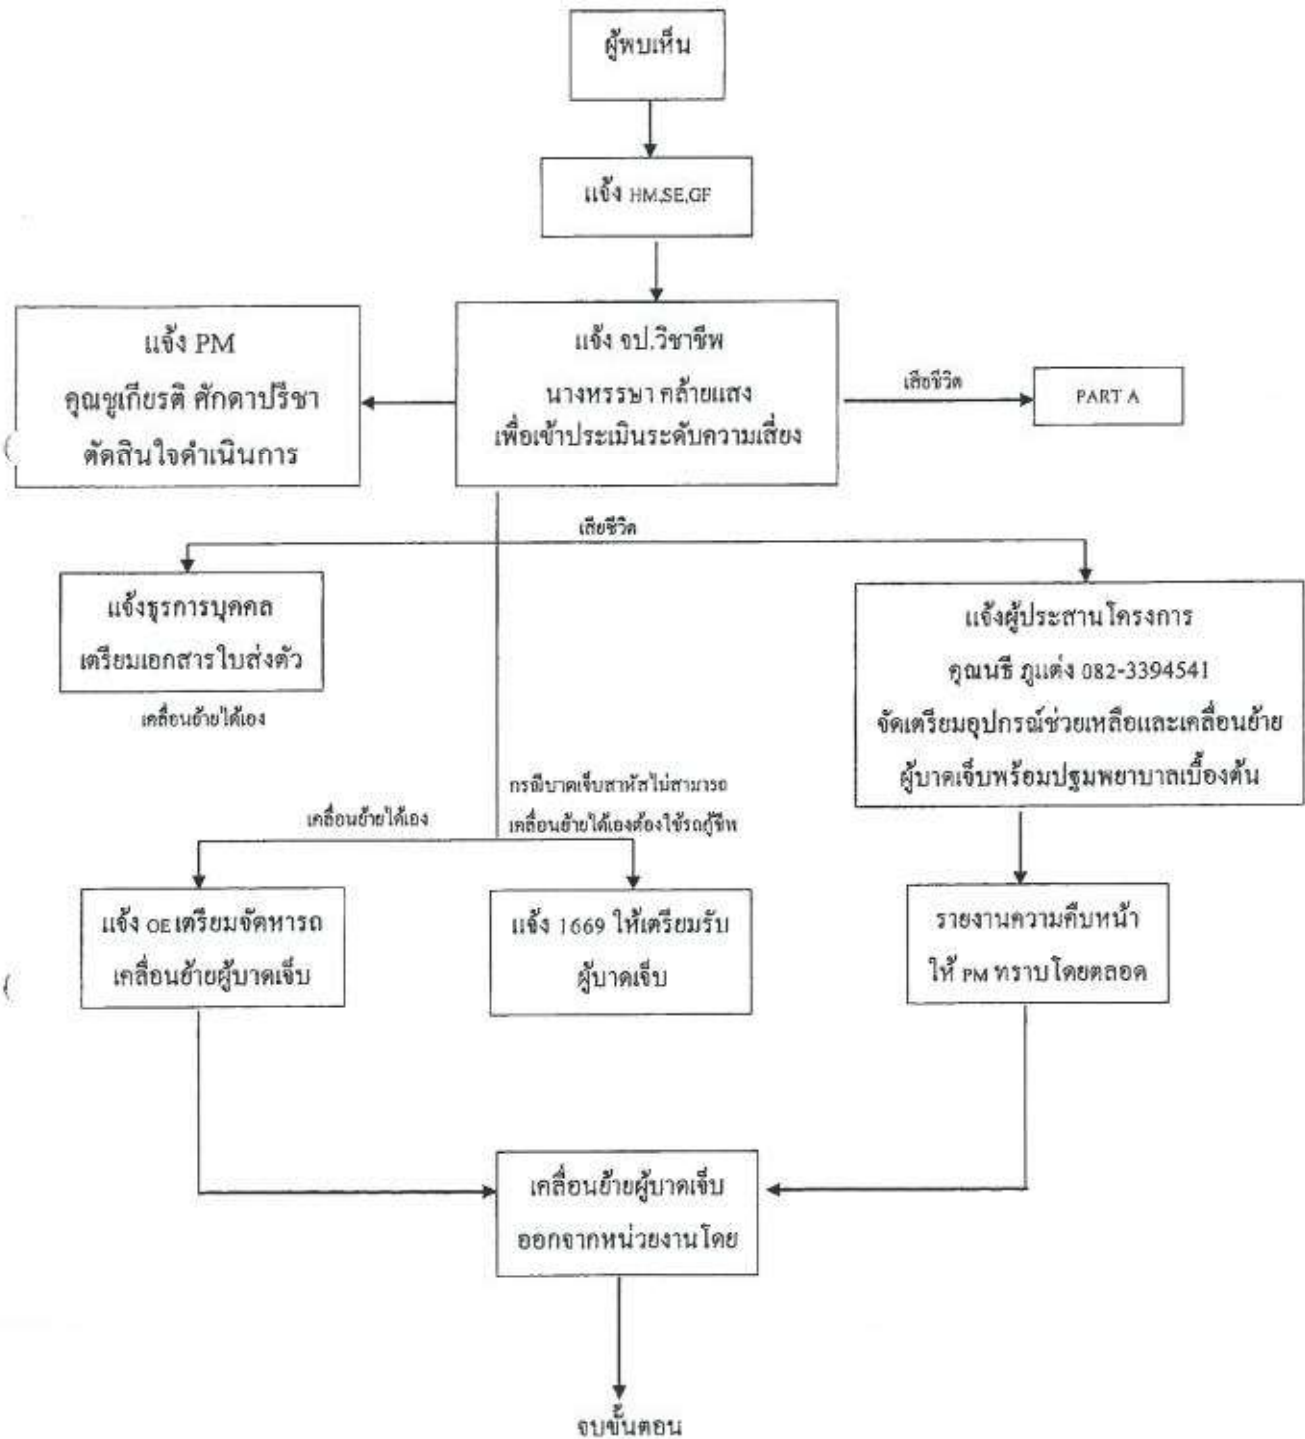 ผู้พบเห็น
แจ้ง HM,SE,GF
แจ้ง PM
คุณชูเกียรติ ศักดาปรีชา
ตัดสินใจดำเนินการ
แจ้ง จป.วิชาชีพ
นางหรรษา คล้ายแสง
เพื่อเข้าประเมินระดับความเสี่ยง
เสียชีวิต
PART A
เสียชีวิต
แจ้งธุรการบุคคล
เตรียมเอกสารใบส่งตัว
เคลื่อนย้ายได้เอง
แจ้งผู้ประสานโครงการ
คุณนธี ภูแต่ง 082-3394541
จัดเตรียมอุปกรณ์ช่วยเหลือและเคลื่อนย้าย
ผู้บาดเจ็บพร้อมปฐมพยาบาลเบื้องต้น
เคลื่อนย้ายได้เอง
กรณีบาดเจ็บสาหัสไม่สามารถ
เคลื่อนย้ายได้เองต้องใช้รถกู้ชีพ
แจ้ง OE เตรียมจัดหารถ
เคลื่อนย้ายผู้บาดเจ็บ
แจ้ง 1669 ให้เตรียมรับ
ผู้บาดเจ็บ
รายงานความคืบหน้า
ให้ PM ทราบโดยตลอด
เคลื่อนย้ายผู้บาดเจ็บ
ออกจากหน่วยงานโดย
จบขั้นตอน